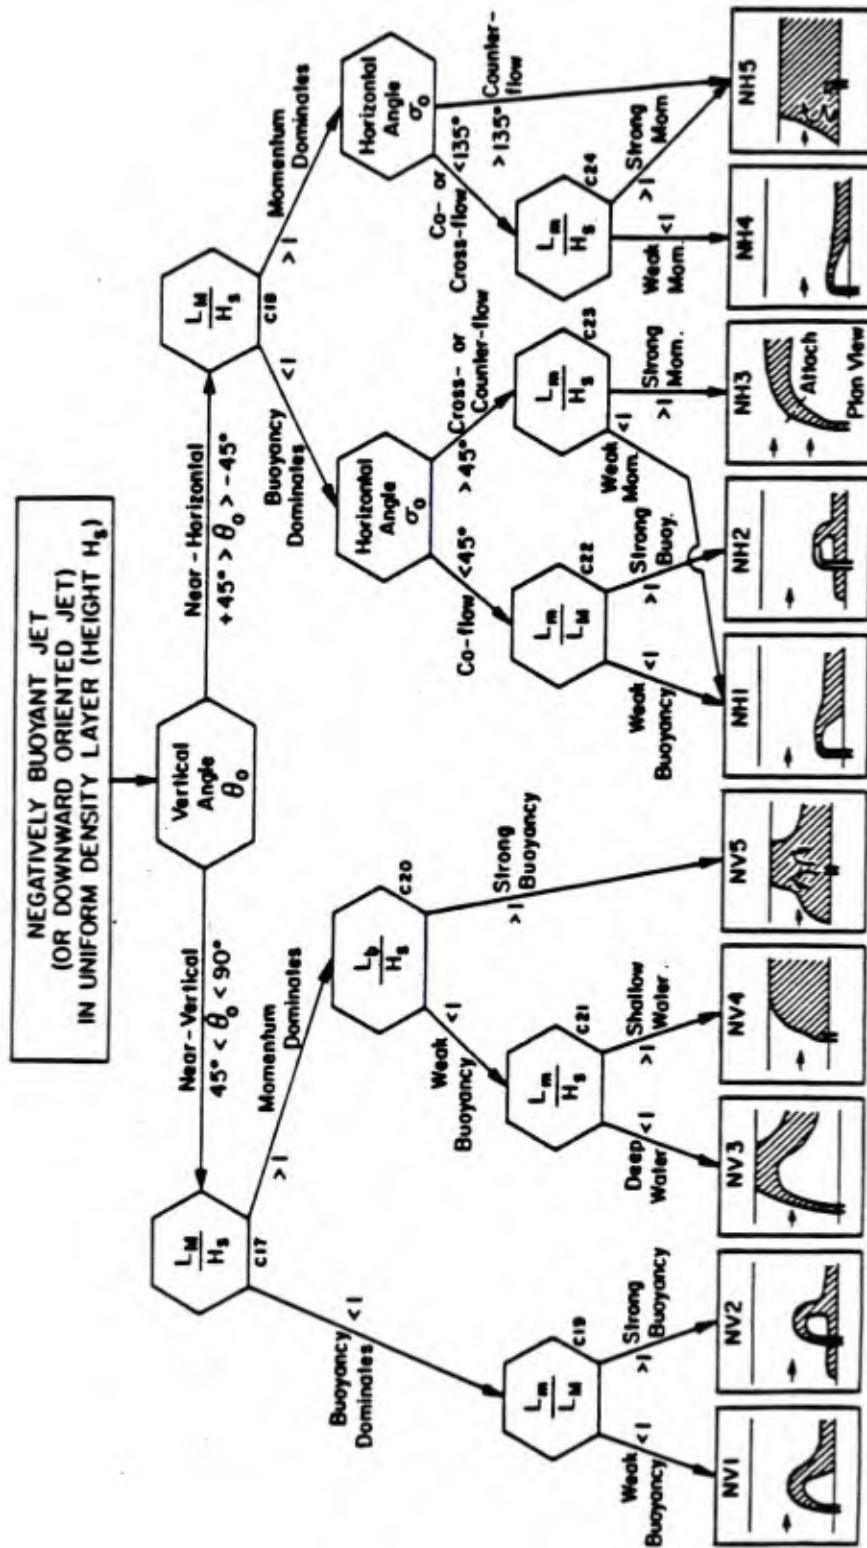 NEGATIVELY BUOYANT JET
(OR DOWNWARD ORIENTED JET)
IN UNIFORM DENSITY LAYER (HEIGHT Hs)
Vertical
Angle
θo
Near-Vertical
45° < θo < 90°
Near-Horizontal
+45° > θo > -45°
LM
Hs
C17
LM
Hs
C18
Buoyancy
Dominates
<1
>1
Momentum
Dominates
Buoyancy
Dominates
<1
>1
Momentum
Dominates
Lb
Hs
C20
Horizontal
Angle
σo
Horizontal
Angle
σo
Weak
Buoyancy
<1
>1
Strong
Buoyancy
Co-flow
<45°
>45°
Cross- or
Counter-flow
Co- or
Cross-flow
<135°
>135°
Counter-
flow
Lm
LM
C19
Lm
Hs
C21
Lm
LM
C22
Lm
Hs
C23
Lm
Hs
C24
Weak
Buoyancy
<1
>1
Strong
Buoyancy
Deep
Water
<1
>1
Shallow
Water
Weak
Buoyancy
<1
>1
Strong
Buoy.
Weak
Mom.
<1
>1
Strong
Mom.
Weak
Mom.
<1
>1
Strong
Mom
NV1
NV2
NV3
NV4
NV5
NH1
NH2
NH3
Attach
Plan View
NH4
NH5